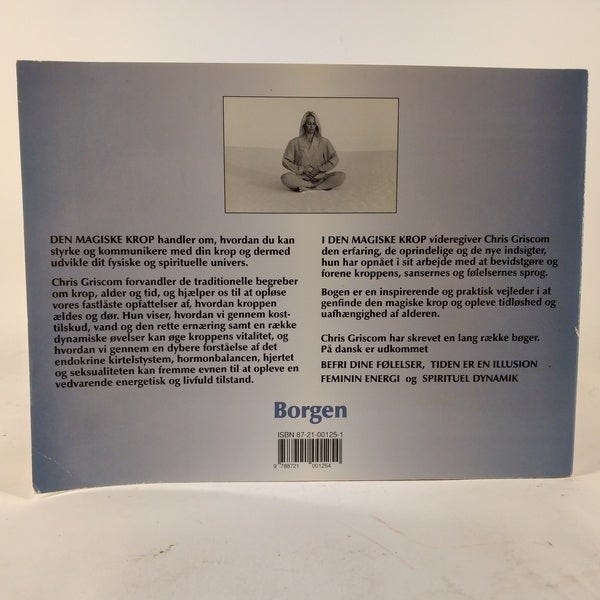 DEN MAGISKE KROP handler om, hvordan du kan
styrke og kommunikere med din krop og dermed
udvikle dit fysiske og spirituelle univers.
Chris Griscom forvandler de traditionelle begreber
om krop, alder og tid, og hjælper os til at opløse
vores fastlåste opfattelser af, hvordan kroppen
ældes og dør. Hun viser, hvordan vi gennem kost-
tilskud, vand og den rette ernæring samt en række
dynamiske øvelser kan øge kroppens vitalitet, og
hvordan vi gennem en dybere forståelse af det
endokrine kirtelsystem, hormonbalancen, hjertet
og seksualiteten kan fremme evnen til at opleve en
vedvarende energetisk og livfuld tilstand.
I DEN MAGISKE KROP videregiver Chris Griscom
den erfaring, de oprindelige og de nye indsigter,
hun har opnået i sit arbejde med at bevidstgøre og
forene kroppens, sansernes og følelsernes sprog.
Bogen er en inspirerende og praktisk vejleder i at
genfinde den magiske krop og opleve tidløshed og
uafhængighed af alderen.
Chris Griscom har skrevet en lang række bøger.
På dansk er udkommet
BEFRI DINE FØLELSER, TIDEN ER EN ILLUSION
FEMININ ENERGI og SPIRITUEL DYNAMIK
Borgen
ISBN 87-21-00125-1
9 788721 001254